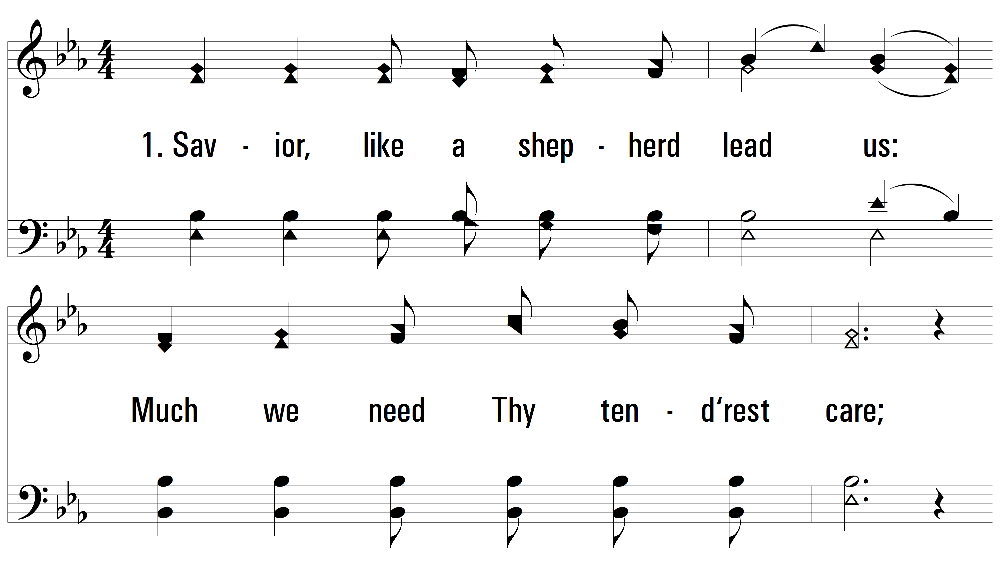 1. Sav - ior, like a shep - herd lead us:
Much we need Thy ten - d‘rest care;